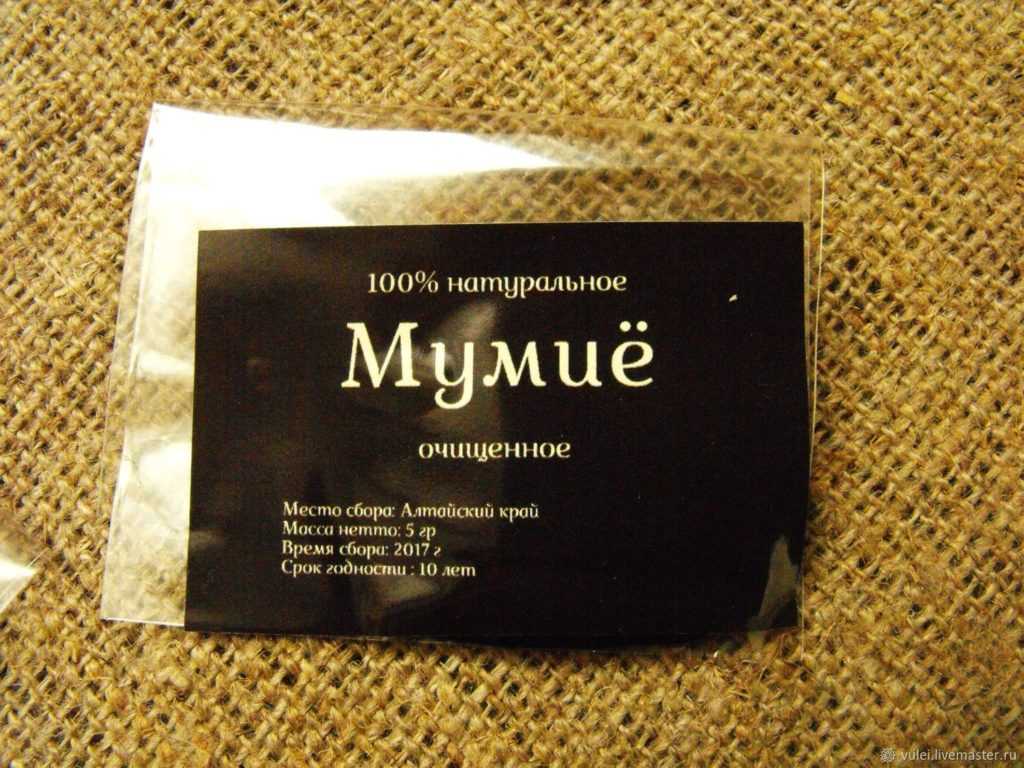 100% натуральное
Мумиё
очищенное
Место сбора: Алтайский край
Масса нетто: 5 гр
Время сбора: 2017 г
Срок годности : 10 лет
vulei.livemaster.ru